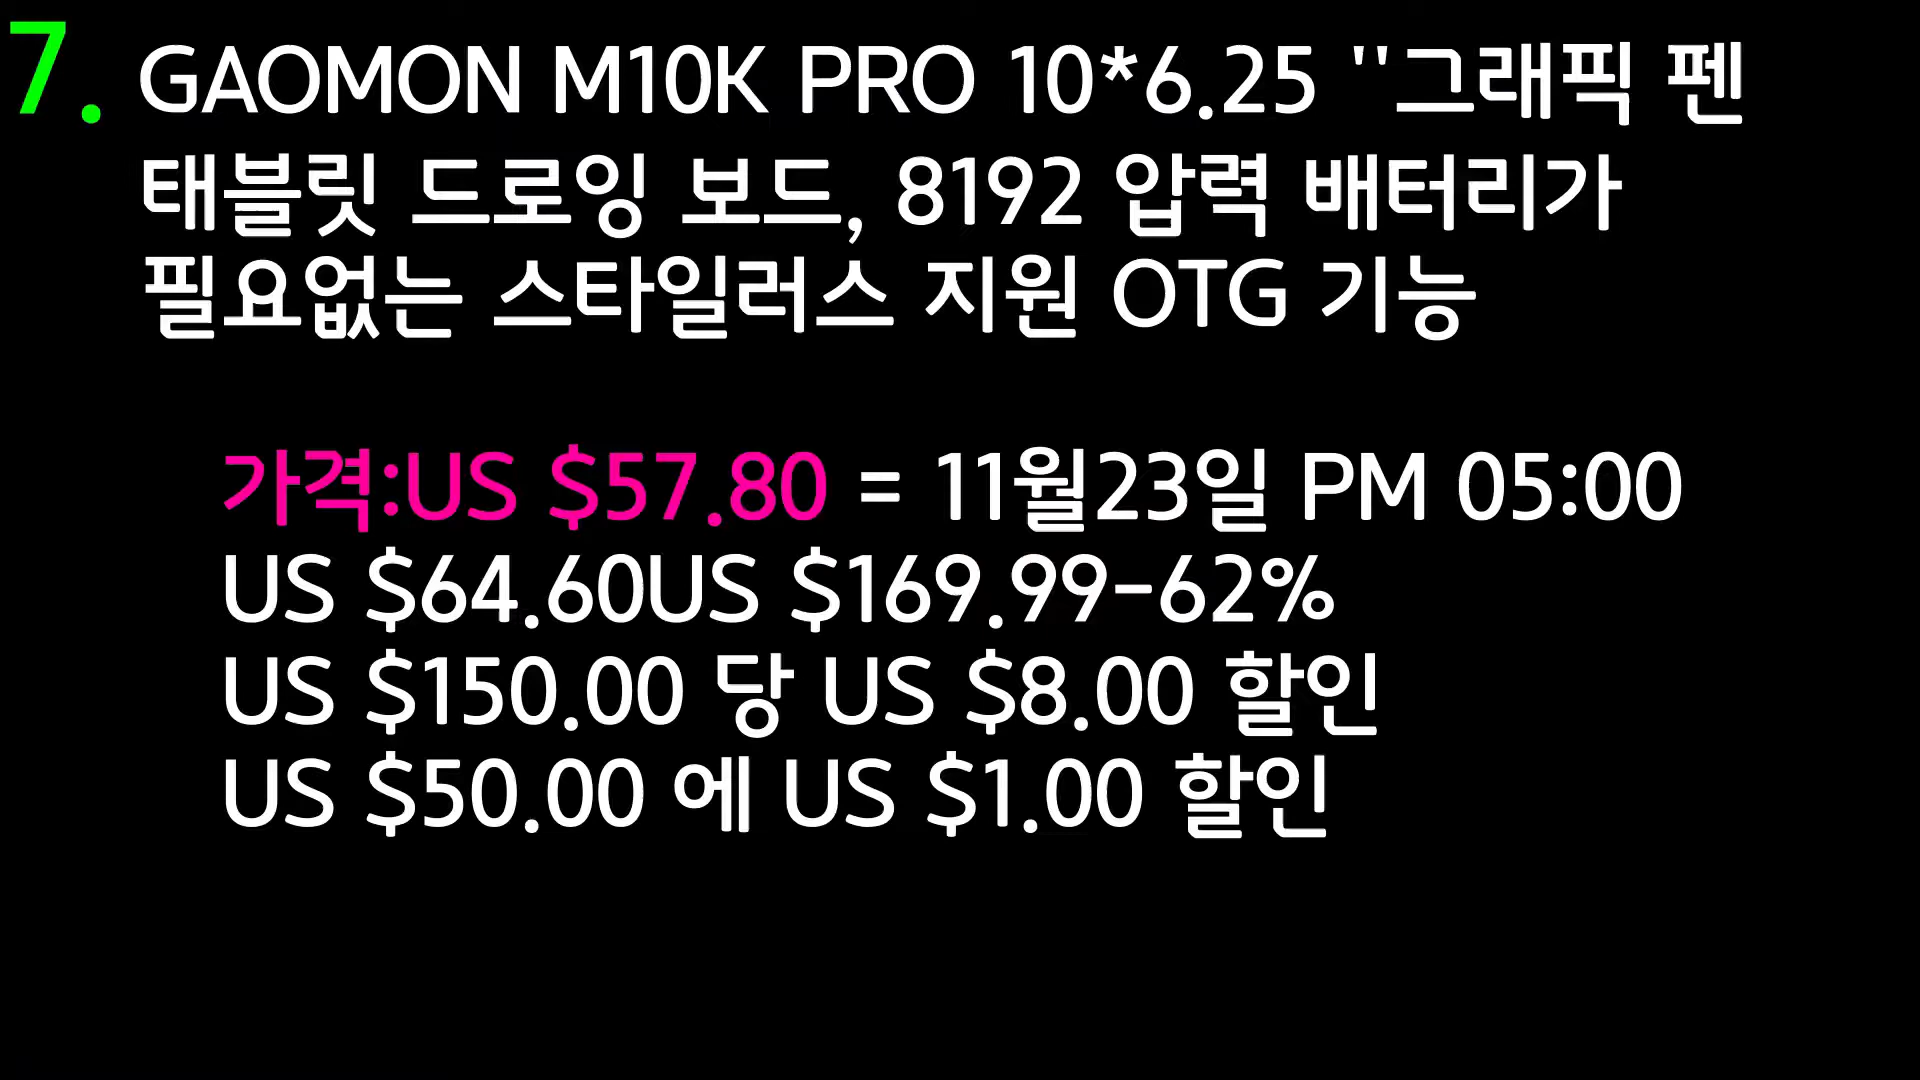 7. GAOMON M10K PRO 10*6.25 ''그래픽 펜
태블릿 드로잉 보드, 8192 압력 배터리가
필요없는 스타일러스 지원 OTG 기능
가격:US $57.80 = 11월23일 PM 05:00
US $64.60US $169.99-62%
US $150.00 당 US $8.00 할인
US $50.00 에 US $1.00 할인